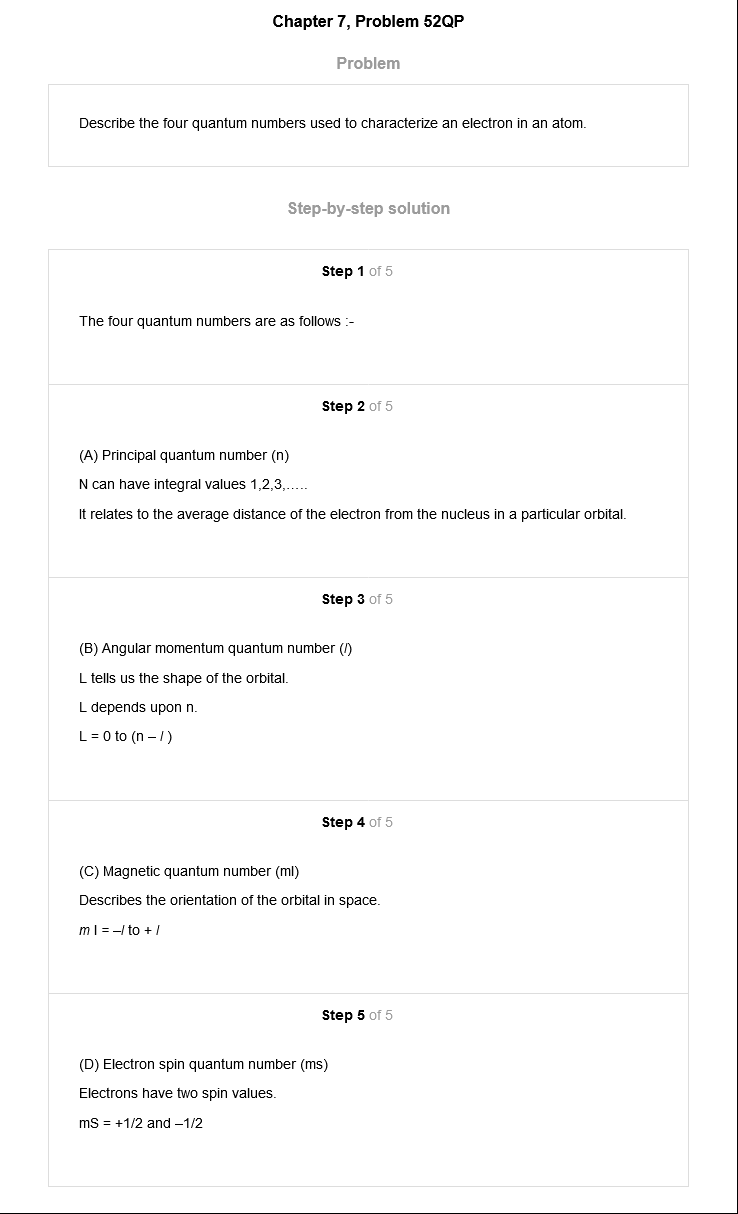 Chapter 7, Problem 52QP
Problem
Describe the four quantum numbers used to characterize an electron in an atom.
Step-by-step solution
Step 1 of 5
The four quantum numbers are as follows :-
Step 2 of 5
(A) Principal quantum number (n)
N can have integral values 1,2,3,.....
It relates to the average distance of the electron from the nucleus in a particular orbital.
Step 3 of 5
(B) Angular momentum quantum number (l)
L tells us the shape of the orbital.
L depends upon n.
L = 0 to (n – l )
Step 4 of 5
(C) Magnetic quantum number (ml)
Describes the orientation of the orbital in space.
m l = –l to + l
Step 5 of 5
(D) Electron spin quantum number (ms)
Electrons have two spin values.
mS = +1/2 and –1/2